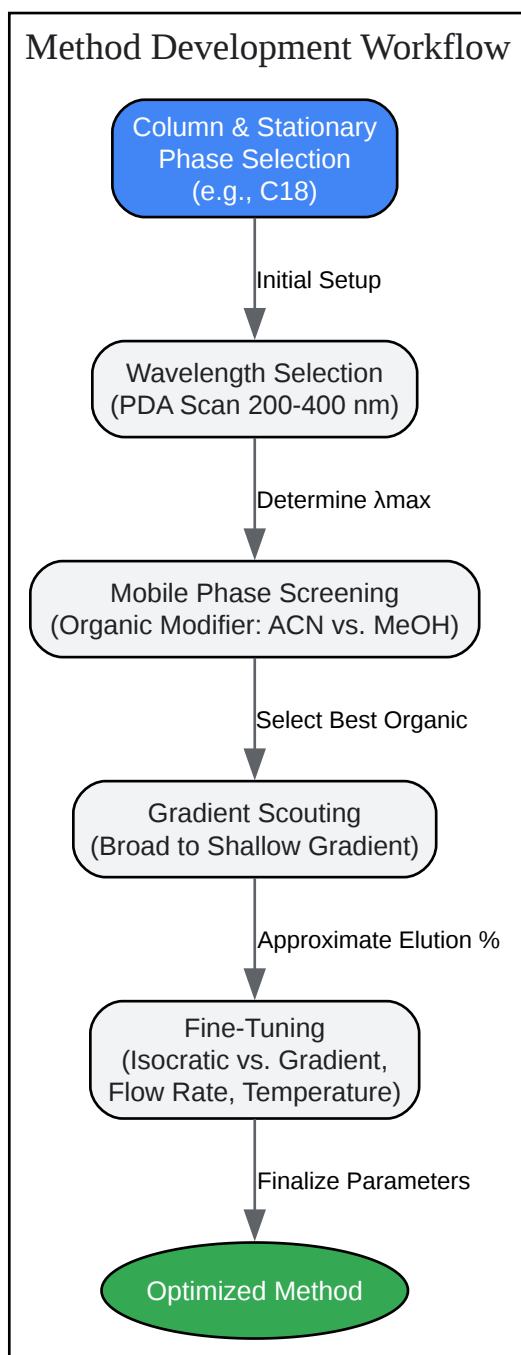 Method Development Workflow
Column & Stationary
Phase Selection
(e.g., C18)
Initial Setup
Wavelength Selection
(PDA Scan 200-400 nm)
Determine λmax
Mobile Phase Screening
(Organic Modifier: ACN vs. MeOH)
Select Best Organic
Gradient Scouting
(Broad to Shallow Gradient)
Approximate Elution %
Fine-Tuning
(Isocratic vs. Gradient,
Flow Rate, Temperature)
Finalize Parameters
Optimized Method